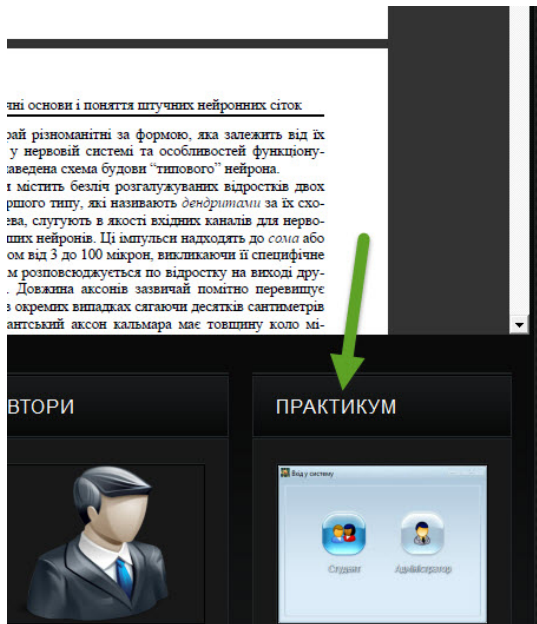 чні основи і поняття штучних нейронних сіток
рай різноманітні за формою, яка залежить від їх
у нервовій системі та особливостей функціону-
наведена схема будови “типового” нейрона.
и містить безліч розгалужуваних відростків двох
ршого типу, які називають дендритами за їх схо-
ева, слугують в якості вхідних каналів для нерво-
нших нейронів. Ці імпульси надходять до сома або
ом від 3 до 100 мікрон, викликаючи її специфічне
м розповсюджується по відростку на виході дру-
. Довжина аксонів зазвичай помітно перевищує
в окремих випадках сягаючи десятків сантиметрів
антський аксон кальмара має товщину коло мі-
ВТОРИ
ПРАКТИКУМ
Вхід у систему
Студент
Адміністратор